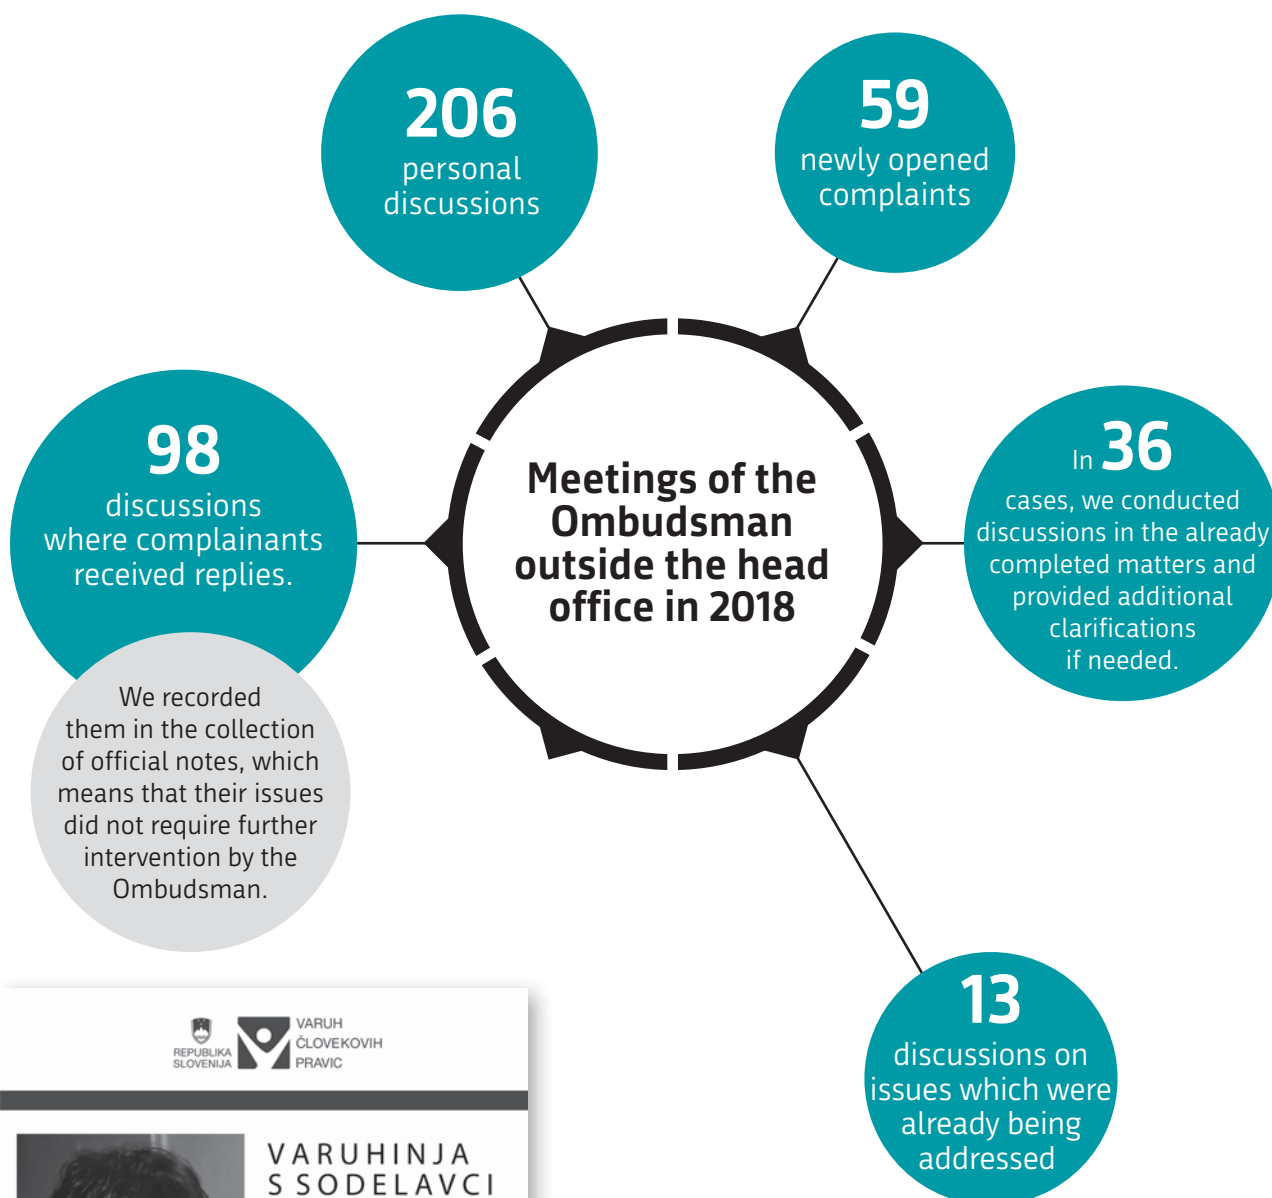 206
personal
discussions
59
newly opened
complaints
98
discussions
where complainants
received replies.
We recorded
them in the collection
of official notes, which
means that their issues
did not require further
intervention by the
Ombudsman.
Meetings of the
Ombudsman
outside the head
office in 2018
In 36
cases, we conducted
discussions in the already
completed matters and
provided additional
clarifications
if needed.
13
discussions on
issues which were
already being
addressed
REPUBLIKA
SLOVENIJA
VARUH
ČLOVEKOVIH
PRAVIC
VARUHINJA
S SODELAVCI